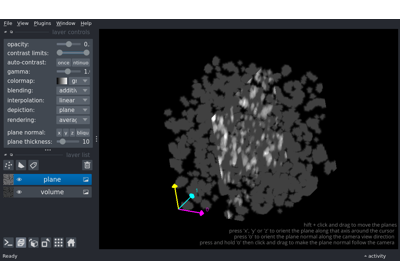 File View Plugins Window Help
layer controls
opacity: 0.
contrast limits:
auto-contrast: once
gamma: 1.
colormap: gr
blending: additiv
interpolation: linear
depiction: plane
rendering: averag
plane normal: x y z
plane thickness: 10
layer list
plane
volume
shift + click and drag to move the plane
press 'x', 'y' or 'z' to orient the plane along that axis around the cursor
press 'o' to orient the plane normal along the camera view direction
press and hold 'o' then click and drag to make the plane normal follow the camera
Ready
activity